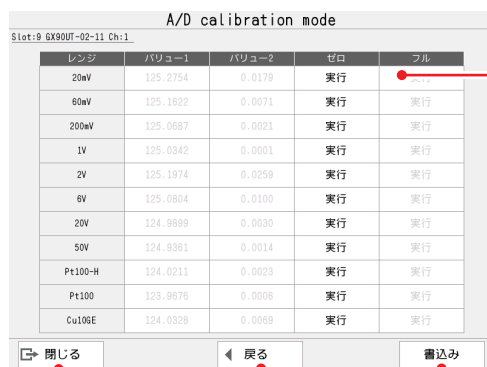 A/D calibration mode
Slot:9 GX90UT-02-11 Ch:1
レンジ バリュー1 バリュー2 ゼロ フル
20mV 125.2754 0.0179 実行
60mV 125.1622 0.0071 実行 実行
200mV 125.0687 0.0021 実行 実行
1V 125.0342 0.0001 実行 実行
2V 125.1974 0.0259 実行 実行
6V 125.0804 0.0100 実行 実行
20V 124.9699 0.0030 実行 実行
50V 124.9361 0.0014 実行 実行
Pt100-H 124.0211 0.0023 実行 実行
Pt100 123.9676 0.0006 実行 実行
Cu10GE 124.0328 0.0069 実行 実行
閉じる 戻る 書込み